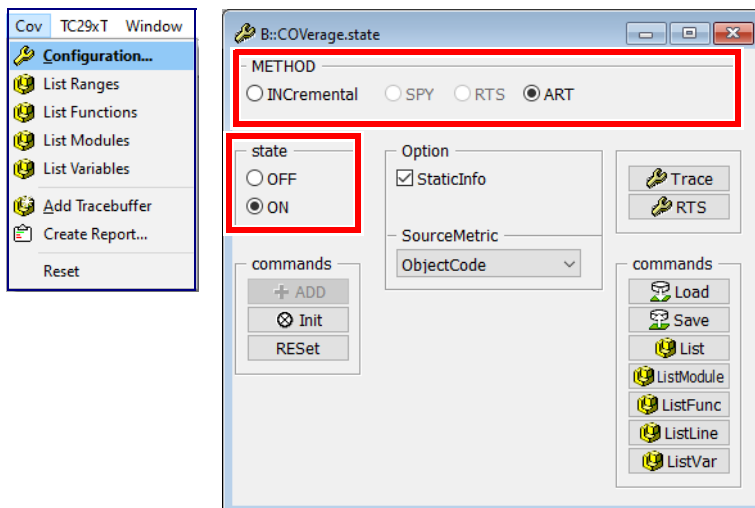 Cov TC29xT Window
Configuration...
List Ranges
List Functions
List Modules
List Variables
Add Tracebuffer
Create Report...
Reset
B::COVerage.state
METHOD
INCremental SPY RTS ART
state
OFF
ON
Option
StaticInfo
SourceMetric
ObjectCode
Trace
RTS
commands
ADD
Init
RESet
commands
Load
Save
List
ListModule
ListFunc
ListLine
ListVar